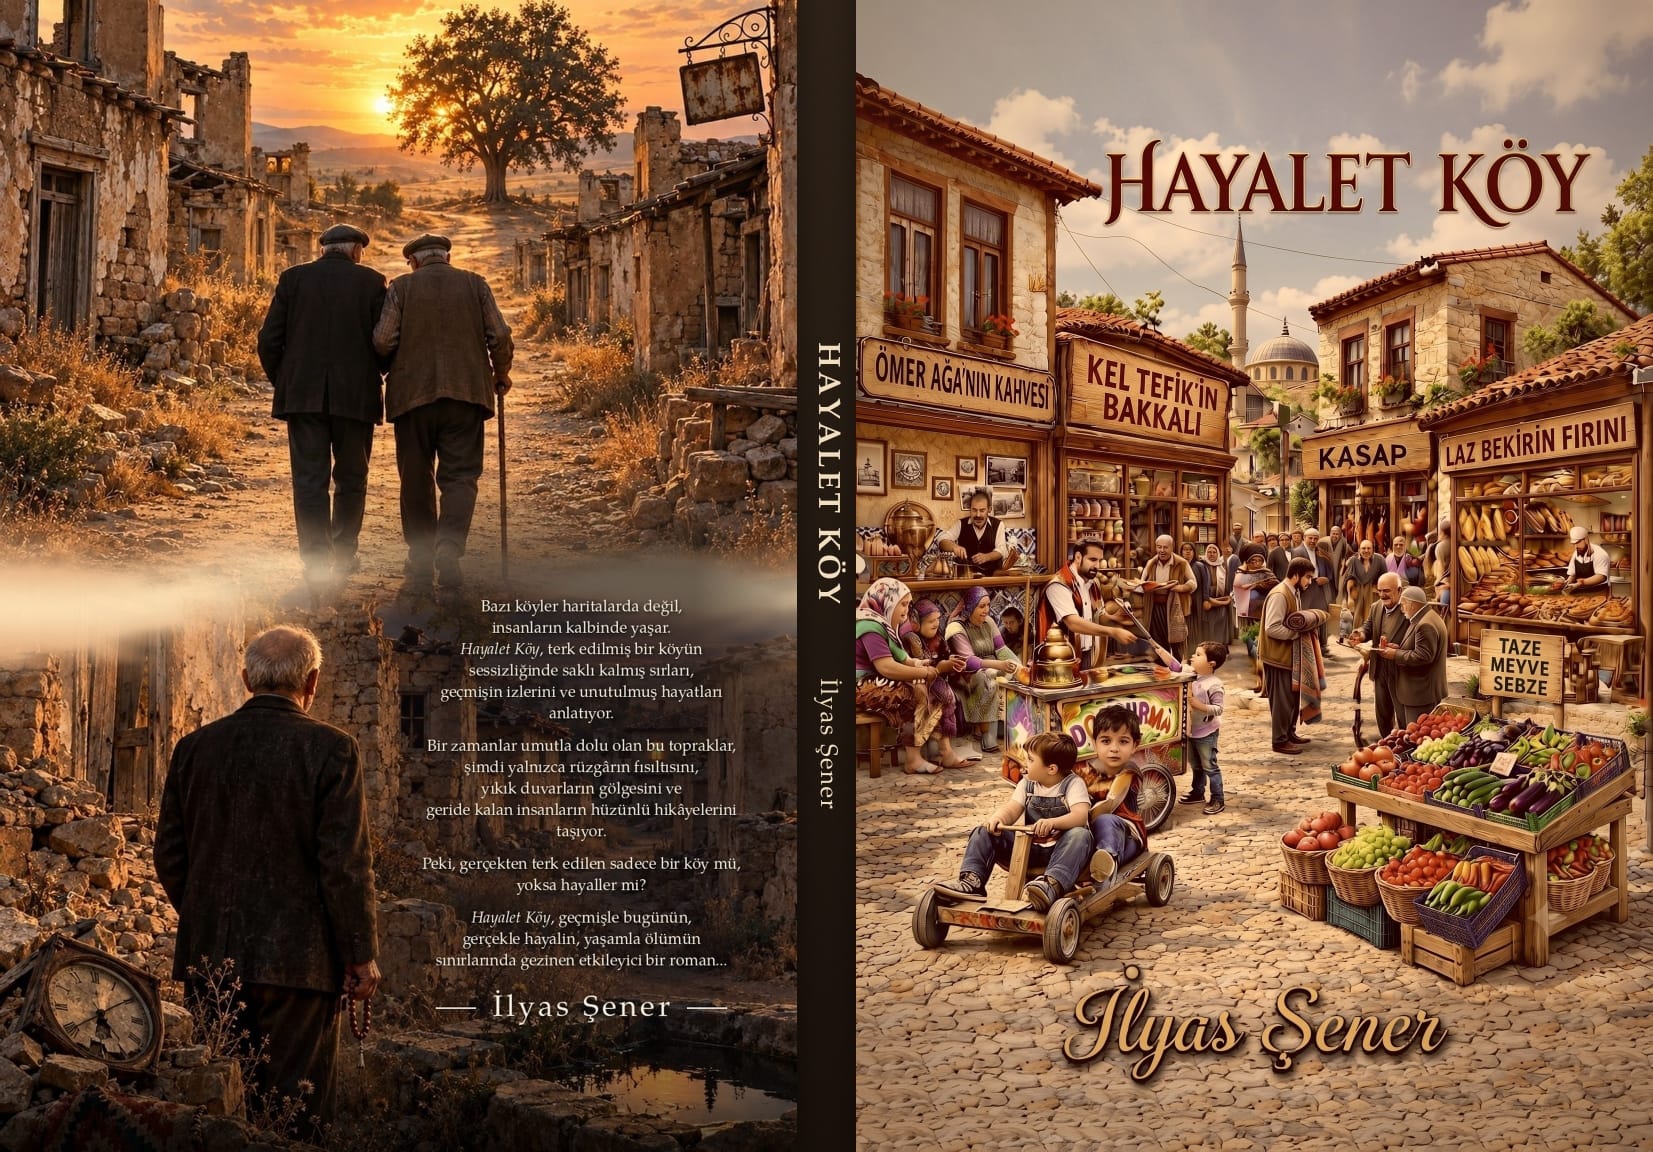 Bazı köyler haritalarda değil,
insanların kalbinde yaşar.
Hayalet Köy, terk edilmiş bir köyün
sessizliğinde saklı kalmış sırları,
geçmişin izlerini ve unutulmuş hayatları
anlatıyor.
Bir zamanlar umutla dolu olan bu topraklar,
şimdi yalnızca rüzgârın fısıltısını,
yıkık duvarların gölgesini ve
geride kalan insanların hüzünlü hikâyelerini
taşıyor.
Peki, gerçekten terk edilen sadece bir köy mü,
yoksa hayaller mi?
Hayalet Köy, geçmişle bugünün,
gerçekle hayalin, yaşamla ölümün
sınırlarında gezinen etkileyici bir roman...
İlyas Şener
HAYALET KÖY
İlyas Şener
HAYALET KÖY
ÖMER AĞA'NIN KAHVESİ
KEL TEFİK'İN
BAKKALI
KASAP
LAZ BEKİRİN FIRINI
TAZE
MEYVE
SEBZE
İlyas Şener